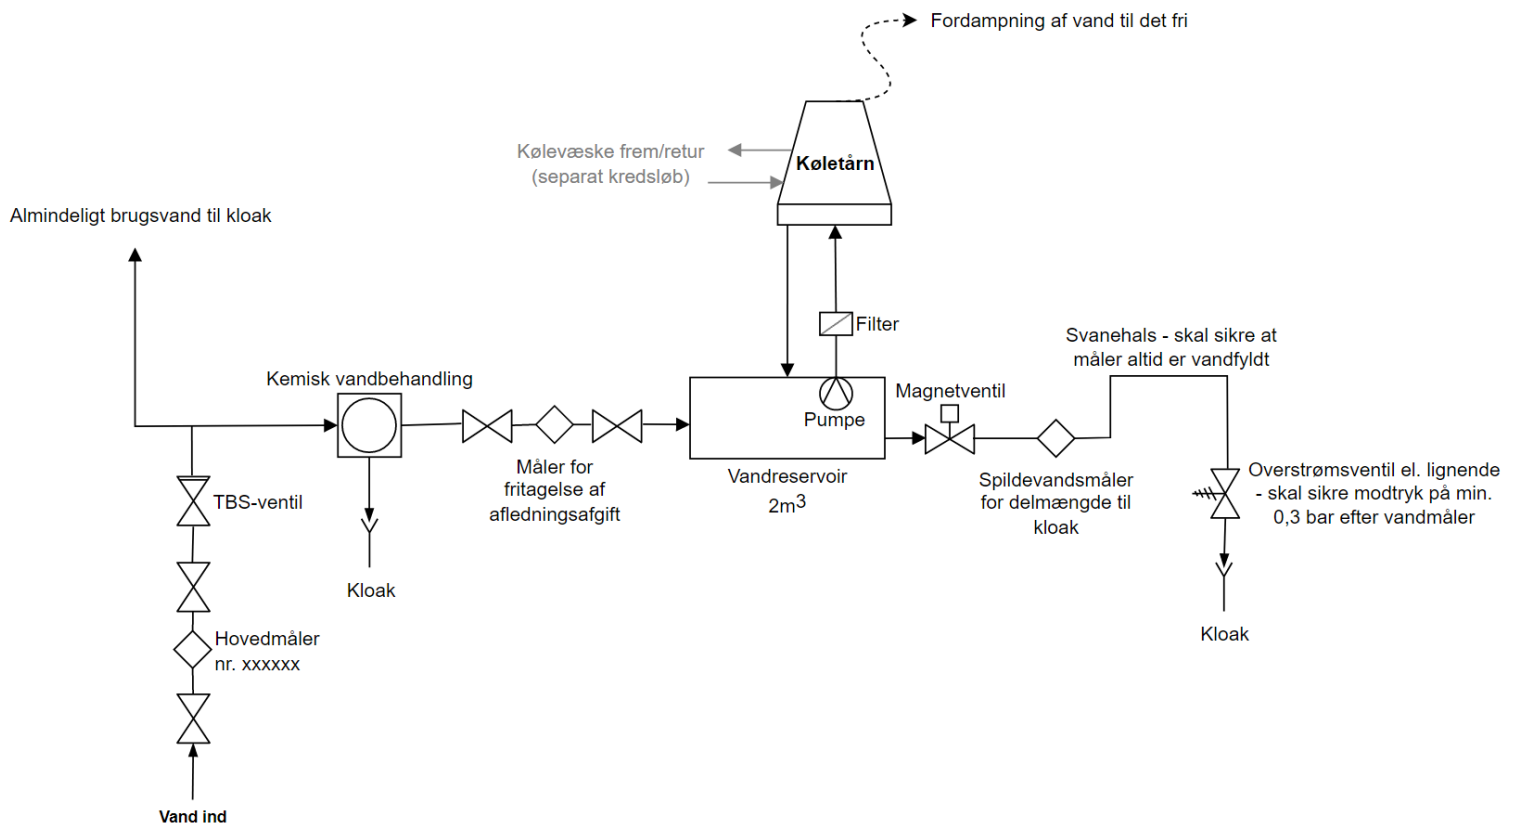 Fordampning af vand til det fri
Kølevæske frem/retur
(separat kredsløb)
Køletårn
Almindeligt brugsvand til kloak
Filter
Svanehals - skal sikre at
måler altid er vandfyldt
Kemisk vandbehandling
Magnetventil
Pumpe
Måler for
fritagelse af
afledningsafgift
Vandreservoir
2m3
Spildevandsmåler
for delmængde til
kloak
Overstrømsventil el. lignende
- skal sikre modtryk på min.
0,3 bar efter vandmåler
TBS-ventil
Kloak
Kloak
Hovedmåler
nr. xxxxxx
Vand ind